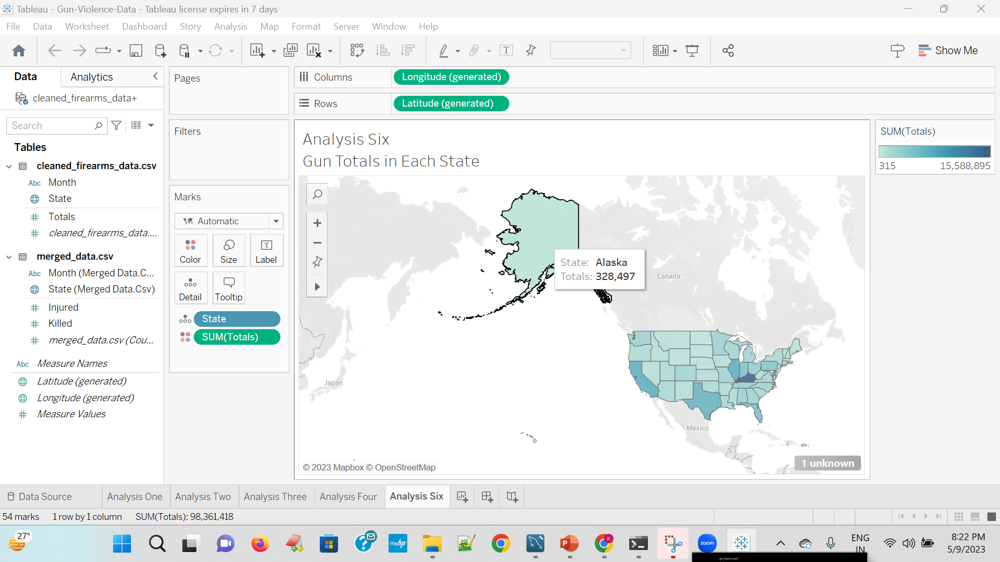 Tableau - Gun-Violence-Data - Tableau license expires in 7 days
File Data Worksheet Dashboard Story Analysis Map Format Server Window Help
Show Me
Data Analytics
cleaned_firearms_data+
Search
Tables
cleaned_firearms_data.csv
Abc Month
State
Totals
cleaned_firearms_data....
merged_data.csv
Abc Month (Merged Data.C...
State (Merged Data.Csv)
Injured
Killed
merged_data.csv (Cou...
Abc Measure Names
Latitude (generated)
Longitude (generated)
Measure Values
Pages
Filters
Marks
Automatic
Color Size Label
Detail Tooltip
State
SUM(Totals)
Columns Longitude (generated)
Rows Latitude (generated)
Analysis Six
Gun Totals in Each State
State: Alaska
Totals: 328,497
Canada
United
States
Japan
Mexico
© 2023 Mapbox © OpenStreetMap
1 unknown
SUM(Totals)
315 15,588,895
Data Source Analysis One Analysis Two Analysis Three Analysis Four Analysis Six
54 marks 1 row by 1 column SUM(Totals): 98,361,418
27°
myhp
zoom
K
P
ENG
IN
8:22 PM
5/9/2023
are there now?